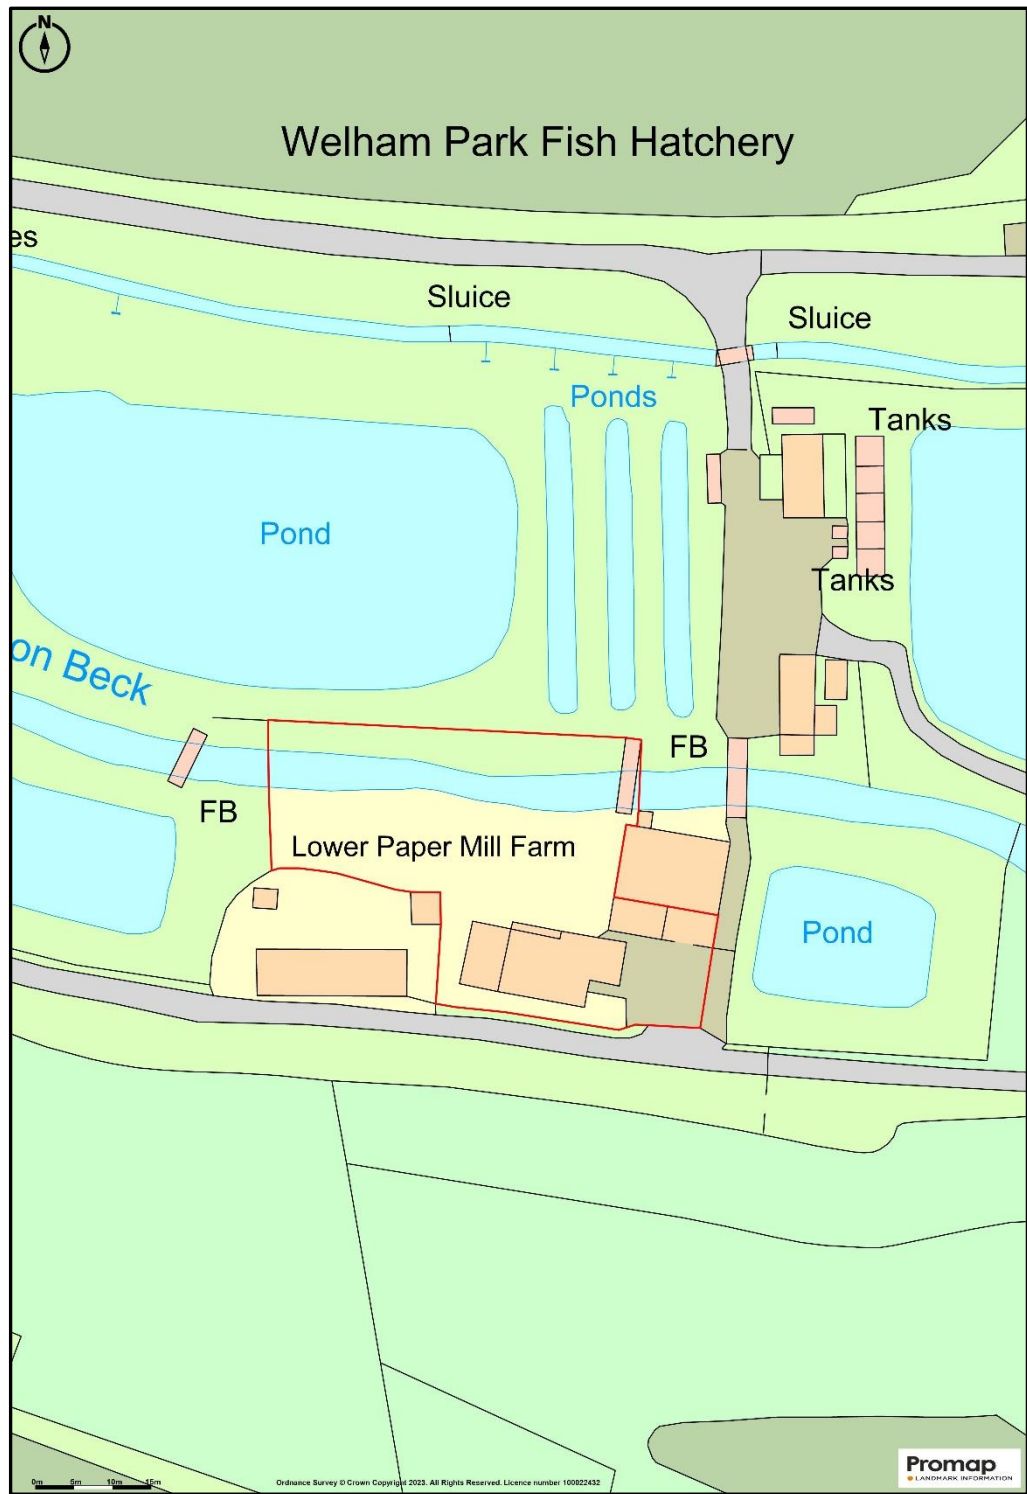 N
Welham Park Fish Hatchery
es
Sluice
Sluice
Ponds
Tanks
Pond
Tanks
on Beck
FB
FB
Lower Paper Mill Farm
Pond
0m 5m 10m 15m
Ordnance Survey © Crown Copyright 2023. All Rights Reserved. Licence number 100022432
Promap
LANDMARK INFORMATION